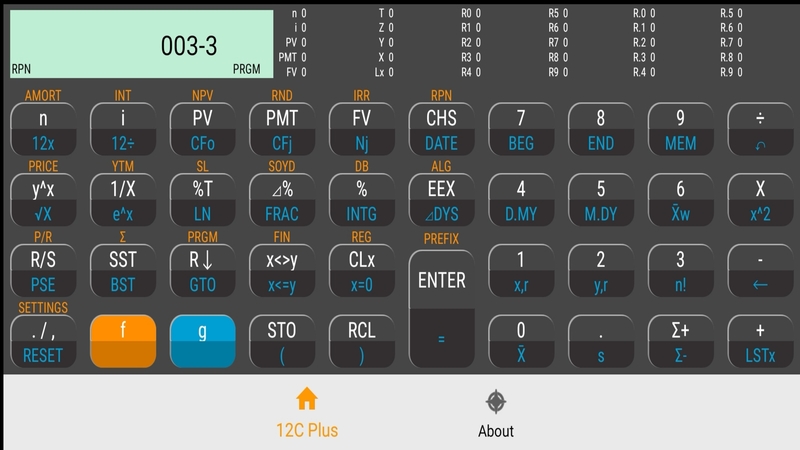 003-3
RPN PRGM
n 0 T 0 R0 0 R5 0 R.0 0 R.5 0
i 0 Z 0 R1 0 R6 0 R.1 0 R.6 0
PV 0 Y 0 R2 0 R7 0 R.2 0 R.7 0
PMT 0 X 0 R3 0 R8 0 R.3 0 R.8 0
FV 0 Lx 0 R4 0 R9 0 R.4 0 R.9 0
AMORT INT NPV RND IRR RPN
n i PV PMT FV CHS 7 8 9 ÷
12x 12÷ CFo CFj Nj DATE BEG END MEM
PRICE YTM SL SOYD DB ALG
y^x 1/X %T ⊿% % EEX 4 5 6 X
√X e^x LN FRAC INTG ⊿DYS D.MY M.DY X̄w x^2
P/R Σ PRGM FIN REG PREFIX
R/S SST R↓ x<>y CLx ENTER 1 2 3 -
PSE BST GTO x<=y x=0 = x,r y,r n! ←
SETTINGS
. / , f g STO RCL 0 . Σ+ +
RESET ( ) X̄ s Σ- LSTx
12C Plus About